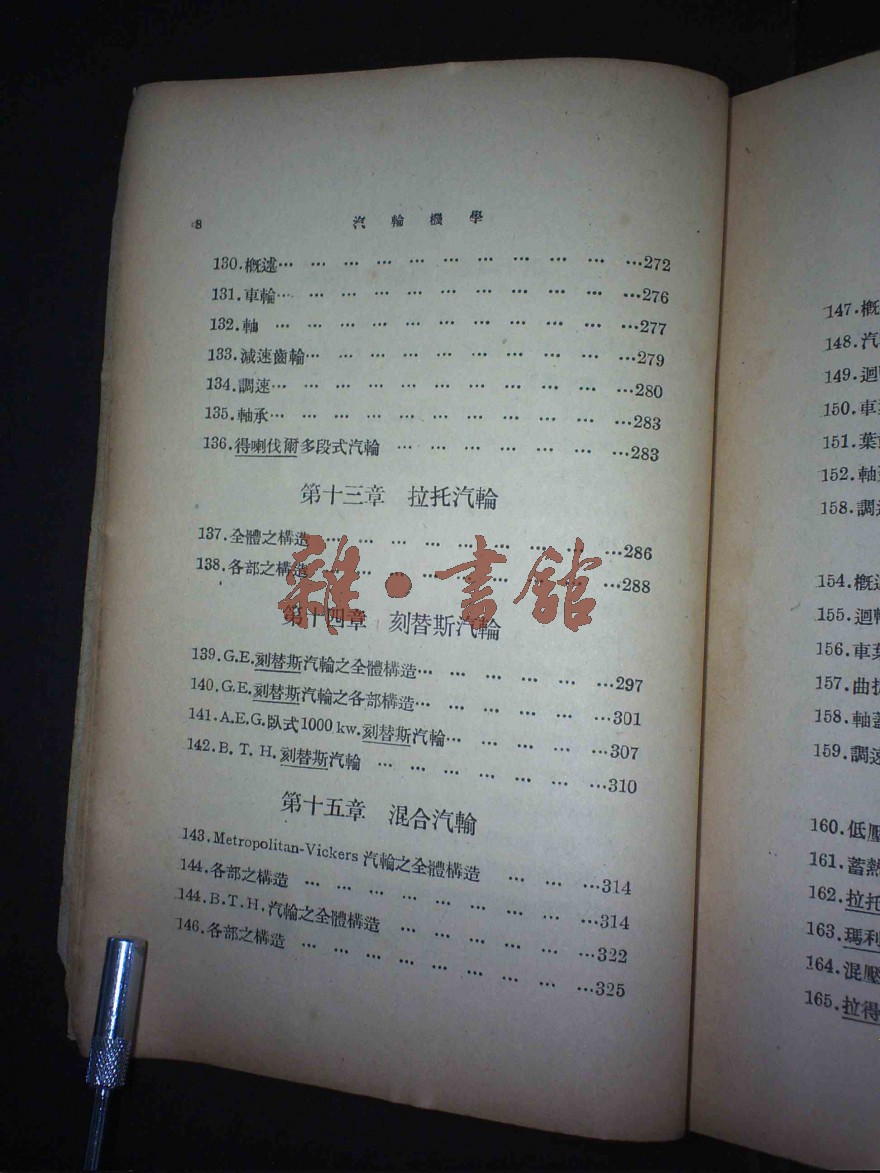 8 汽輪機學
130.概述… … … … … … … … … … …272
131.車輪… … … … … … … … … … …276
132.軸 … … … … … … … … … … …277
133.減速齒輪… … … … … … … … … …279
134.調速… … … … … … … … … … …280
135.軸承… … … … … … … … … … …283
136.得喇伐爾多段式汽輪 … … … … … … …283
第十三章 拉托汽輪
137.全體之構造 … … … … … … … … …286
138.各部之構造 … … … … … … … … …288
第十四章 刻替斯汽輪
139.G.E.刻替斯汽輪之全體構造… … … … … …297
140.G.E.刻替斯汽輪之各部構造… … … … … …301
141.A.E.G.臥式1000 kw.刻替斯汽輪… … … … …307
142.B.T.H.刻替斯汽輪 … … … … … … …310
第十五章 混合汽輪
143.Metropolitan-Vickers 汽輪之全體構造 … … …314
144.各部之構造 … … … … … … … … …314
144.B.T.H.汽輪之全體構造 … … … … … …322
146.各部之構造 … … … … … … … … …325
雜·書館
147.概
148.汽
149.迴
150.車
151.葉
152.軸
158.調
154.概
155.迴
156.車葉
157.曲
158.軸蓋
159.調速
160.低壓
161.蓄熱
162.拉托
163.瑪利
164.混壓
165.拉得